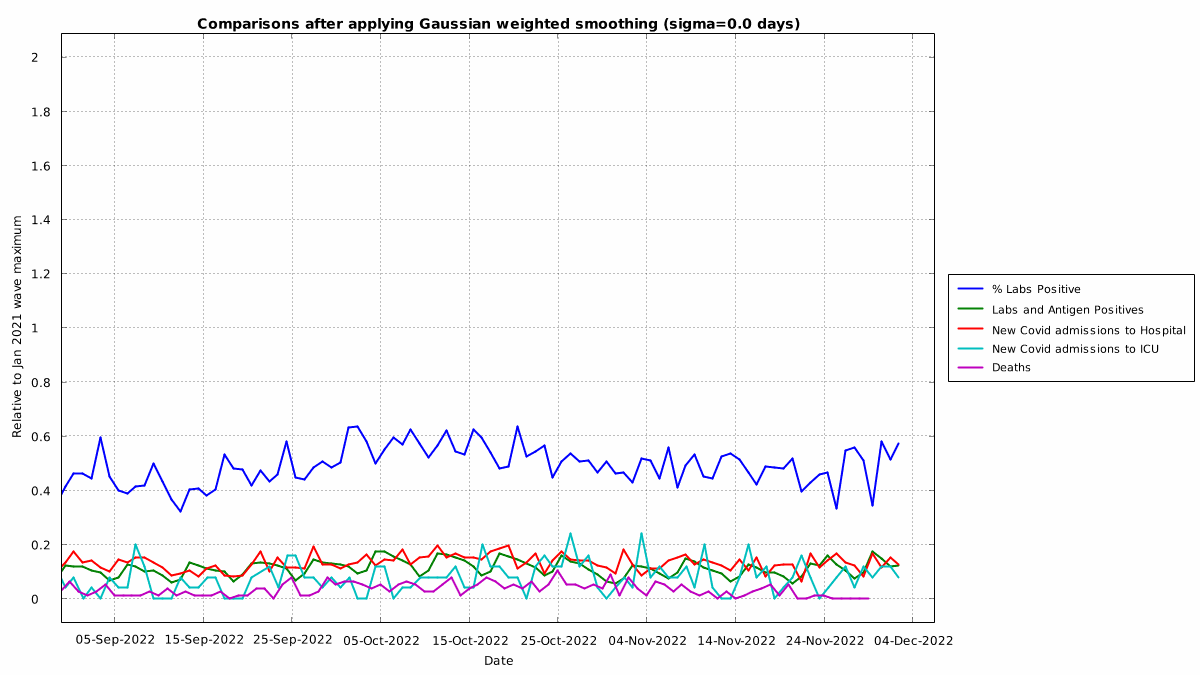 Comparisons after applying Gaussian weighted smoothing (sigma=0.0 days)
Relative to Jan 2021 wave maximum
2
1.8
1.6
1.4
1.2
1
0.8
0.6
0.4
0.2
0
05-Sep-2022 15-Sep-2022 25-Sep-2022 05-Oct-2022 15-Oct-2022 25-Oct-2022 04-Nov-2022 14-Nov-2022 24-Nov-2022 04-Dec-2022
Date
% Labs Positive
Labs and Antigen Positives
New Covid admissions to Hospital
New Covid admissions to ICU
Deaths